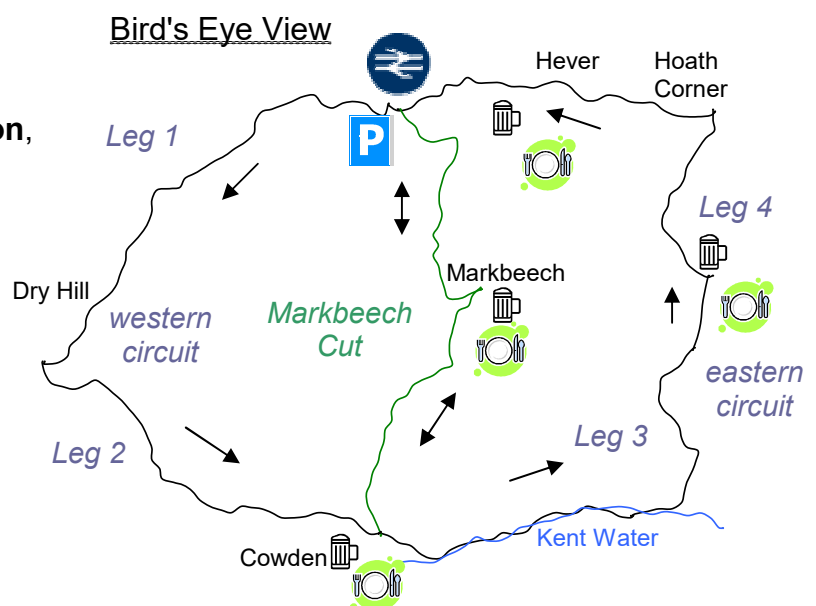 Bird's Eye View
on,
Hever
Hoath
Corner
Leg 1
P
Leg 4
Markbeech
Dry Hill
western
circuit
Markbeech
Cut
eastern
circuit
Leg 2
Leg 3
Kent Water
Cowden